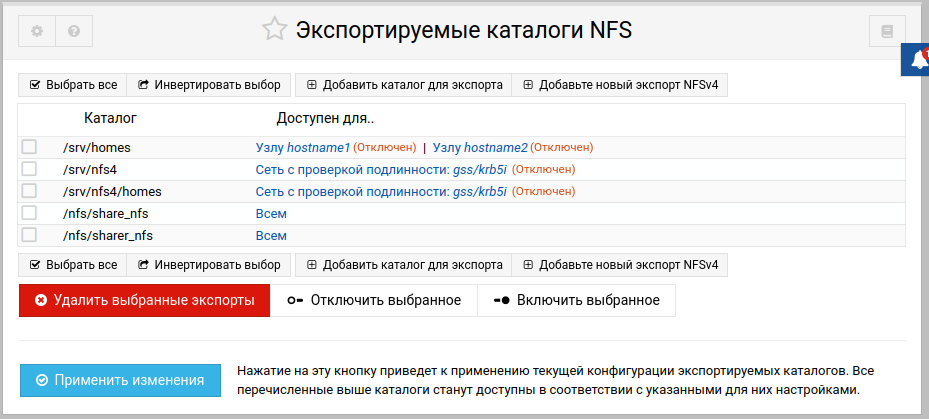 Экспортируемые каталоги NFS
Выбрать все Инвертировать выбор Добавить каталог для экспорта Добавьте новый экспорт NFSv4
Каталог Доступен для..
/srv/homes Узлу hostname1 (Отключен) | Узлу hostname2 (Отключен)
/srv/nfs4 Сеть с проверкой подлинности: gss/krb5i (Отключен)
/srv/nfs4/homes Сеть с проверкой подлинности: gss/krb5i (Отключен)
/nfs/share_nfs Всем
/nfs/sharer_nfs Всем
Выбрать все Инвертировать выбор Добавить каталог для экспорта Добавьте новый экспорт NFSv4
Удалить выбранные экспорты Отключить выбранное Включить выбранное
Применить изменения
Нажатие на эту кнопку приведет к применению текущей конфигурации экспортируемых каталогов. Все
перечисленные выше каталоги станут доступны в соответствии с указанными для них настройками.